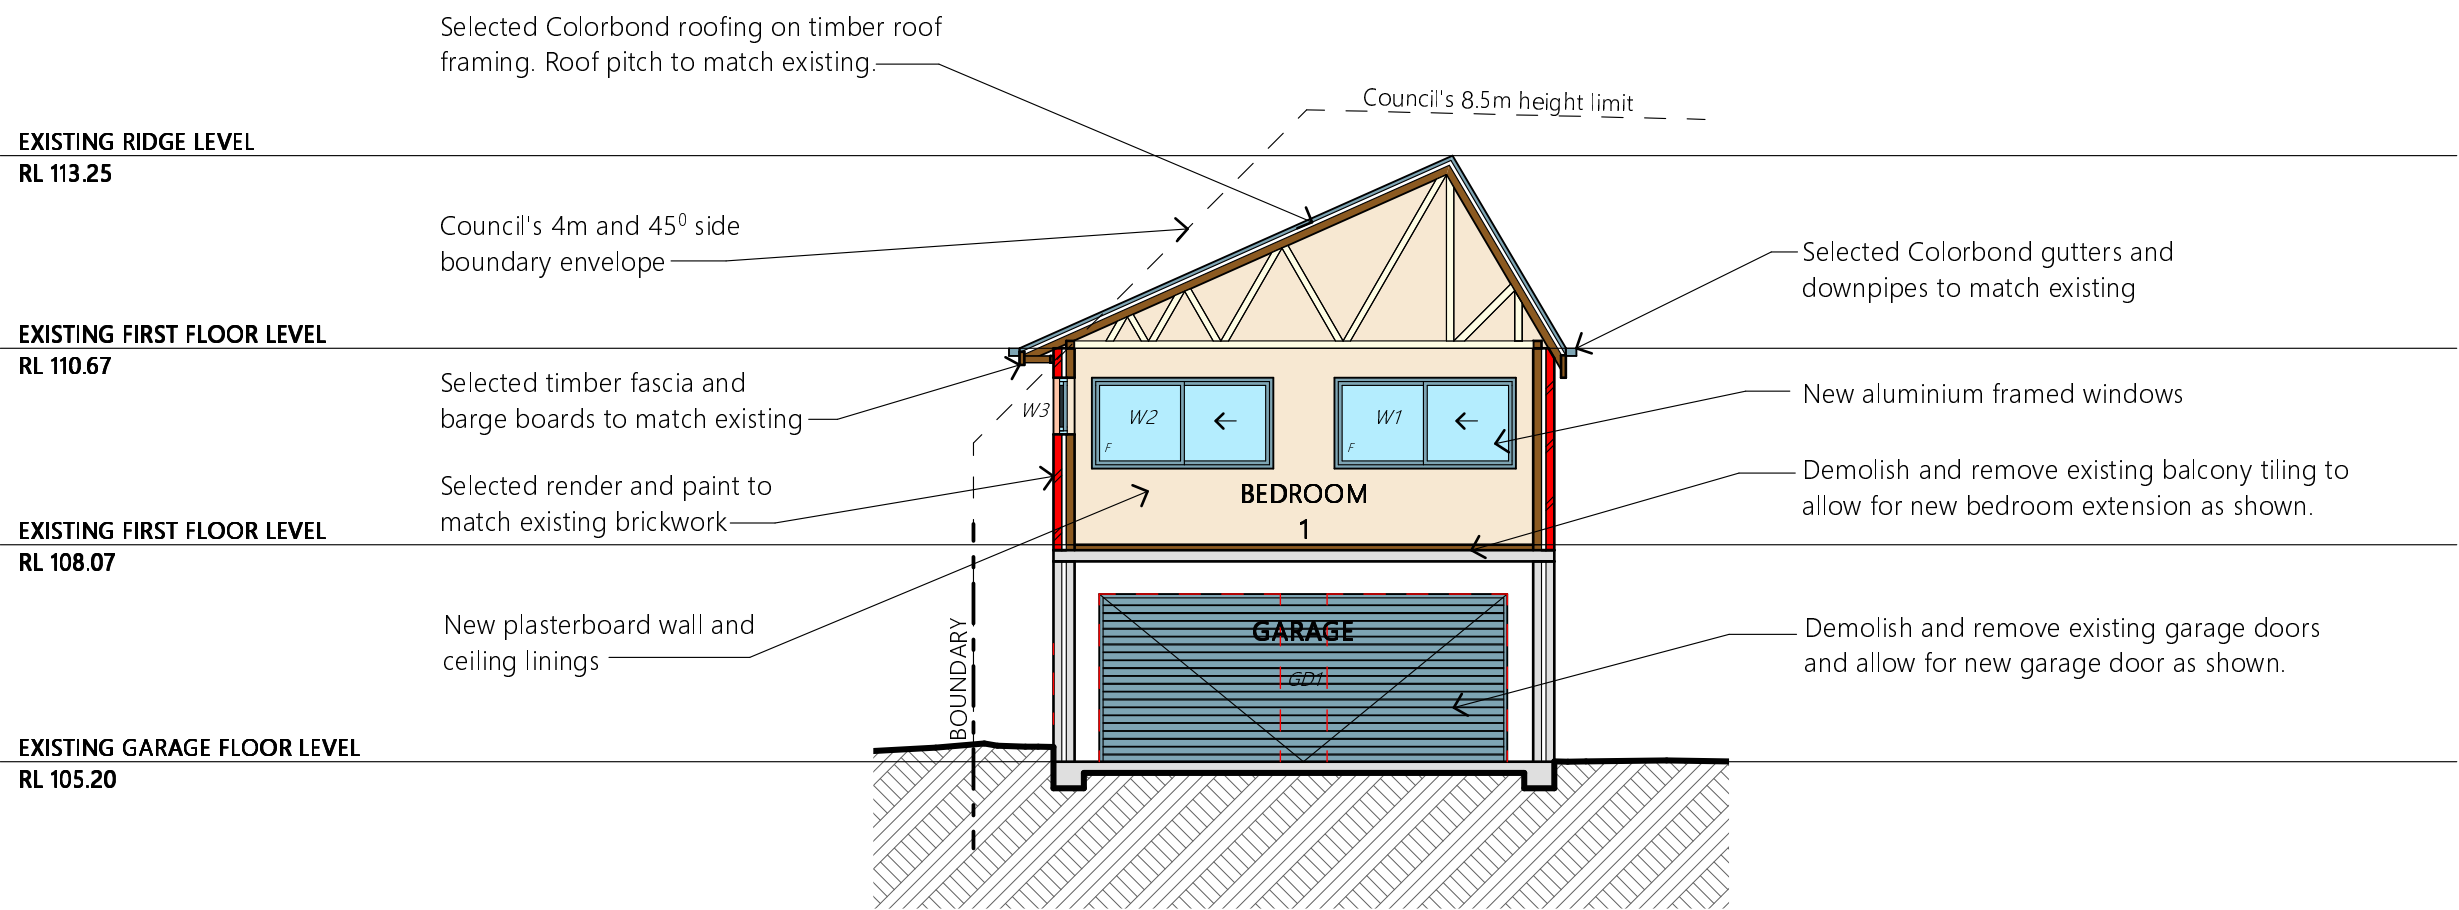 Selected Colorbond roofing on timber roof
framing. Roof pitch to match existing.
Council's 8.5m height limit
EXISTING RIDGE LEVEL
RL 113.25
Council's 4m and 45⁰ side
boundary envelope
Selected Colorbond gutters and
downpipes to match existing
EXISTING FIRST FLOOR LEVEL
RL 110.67
Selected timber fascia and
barge boards to match existing
W3
W2
F
W1
F
New aluminium framed windows
Selected render and paint to
match existing brickwork
BEDROOM
1
Demolish and remove existing balcony tiling to
allow for new bedroom extension as shown.
EXISTING FIRST FLOOR LEVEL
RL 108.07
New plasterboard wall and
ceiling linings
BOUNDARY
GARAGE
GD1
Demolish and remove existing garage doors
and allow for new garage door as shown.
EXISTING GARAGE FLOOR LEVEL
RL 105.20